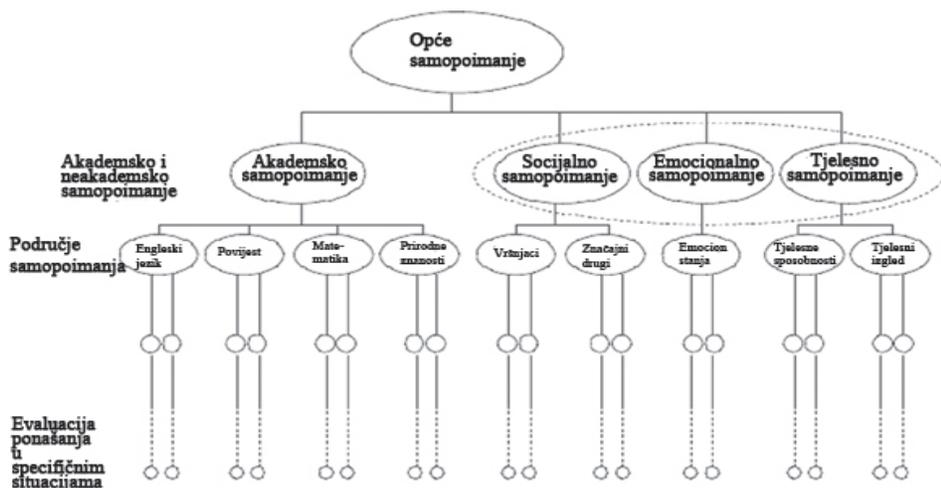 Opće
samopoimanje
Akademsko i
neakademsko
samopoimanje
Akademsko
samopoimanje
Socijalno
samopoimanje
Emocionalno
samopoimanje
Tjelesno
samopoimanje
Područje
samopoimanja
Engleski
jezik
Povijest
Mate-
matika
Prirodne
znanosti
Vršnjaci
Značajni
drugi
Emocion
stanja
Tjelesne
sposobnosti
Tjelesni
izgled
Evaluacija
ponašanja
u
specifičnim
situacijama